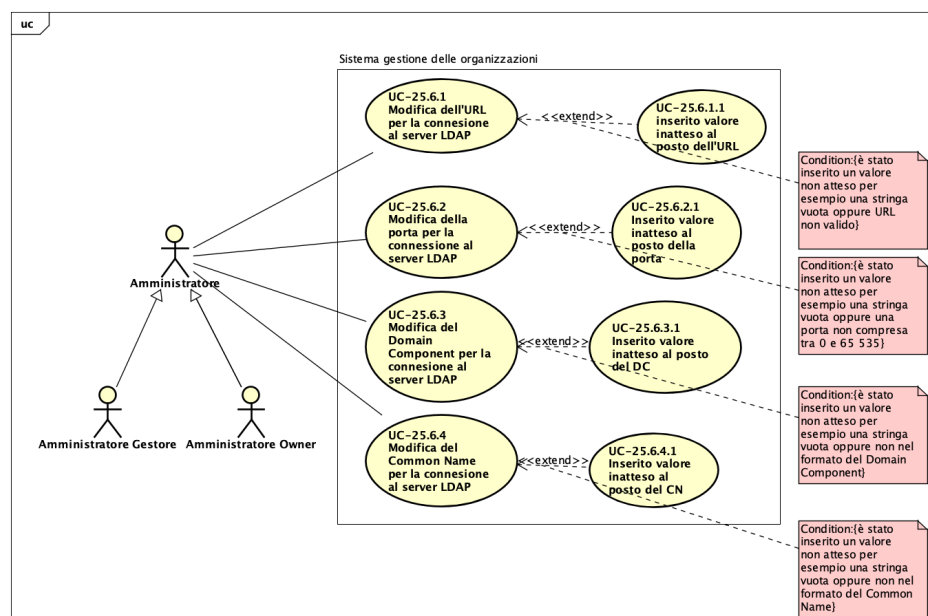 uc
Sistema gestione delle organizzazioni
UC-25.6.1
Modifica dell'URL
per la connesione
al server LDAP
<<extend>>
UC-25.6.1.1
inserito valore
inatteso al
posto dell'URL
Condition:{è stato
inserito un valore
non atteso per
esempio una stringa
vuota oppure URL
non valido}
UC-25.6.2
Modifica della
porta per la
connessione al
server LDAP
<<extend>>
UC-25.6.2.1
Inserito valore
inatteso al
posto della
porta
Condition:{è stato
inserito un valore
non atteso per
esempio una stringa
vuota oppure una
porta non compresa
tra 0 e 65 535}
Amministratore
UC-25.6.3
Modifica del
Domain
Component per la
connesione al
server LDAP
<<extend>>
UC-25.6.3.1
Inserito valore
inatteso al posto
del DC
Condition:{è stato
inserito un valore
non atteso per
esempio una stringa
vuota oppure non nel
formato del Domain
Component}
Amministratore Gestore
Amministratore Owner
UC-25.6.4
Modifica del
Common Name
per la connesione
al server LDAP
<<extend>>
UC-25.6.4.1
Inserito valore
inatteso al
posto del CN
Condition:{è stato
inserito un valore
non atteso per
esempio una stringa
vuota oppure non nel
formato del Common
Name}